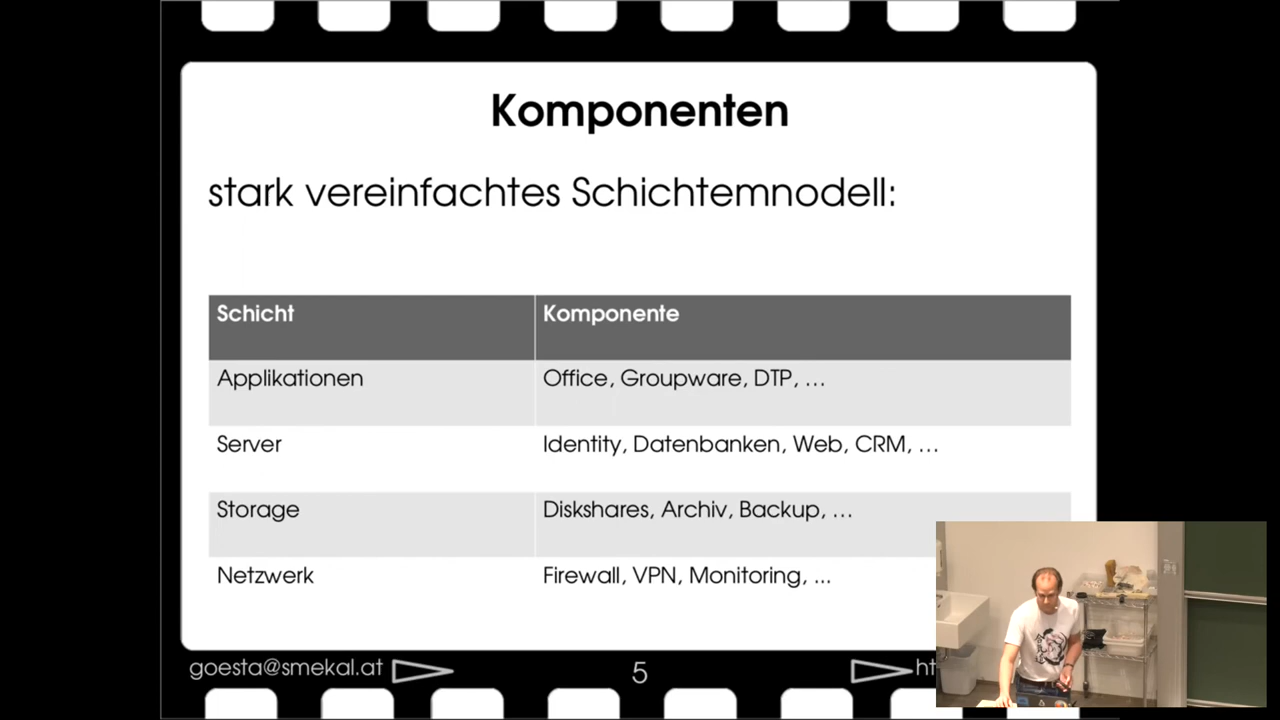 Komponenten
stark vereinfachtes Schichtemnodell:
Schicht Komponente
Applikationen Office, Groupware, DTP, …
Server Identity, Datenbanken, Web, CRM, …
Storage Diskshares, Archiv, Backup, …
Netzwerk Firewall, VPN, Monitoring, ...
goesta@smekal.at 5 ht